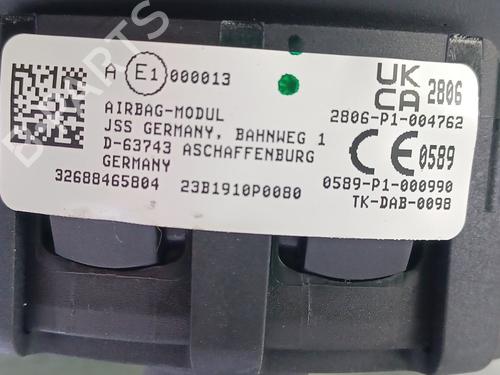 A E1 000013
AIRBAG-MODUL
JSS GERMANY, BAHNWEG 1
D-63743 ASCHAFFENBURG
GERMANY
32688465804 23B1910P0080
UK
CA 2806
2806-P1-004762
CE 0589
0589-P1-000990
TK-DAB-0098